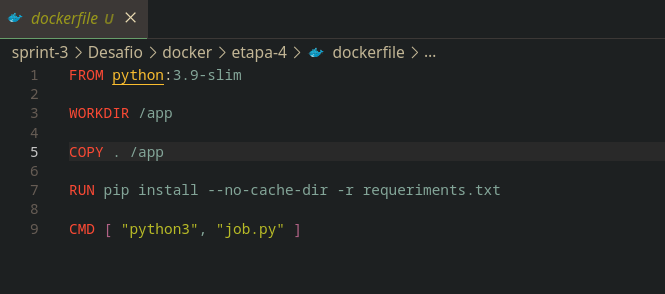 dockerfile U ×
sprint-3 > Desafio > docker > etapa-4 > dockerfile > ...
1 FROM python:3.9-slim
2
3 WORKDIR /app
4
5 COPY . /app
6
7 RUN pip install --no-cache-dir -r requeriments.txt
8
9 CMD [ "python3", "job.py" ]